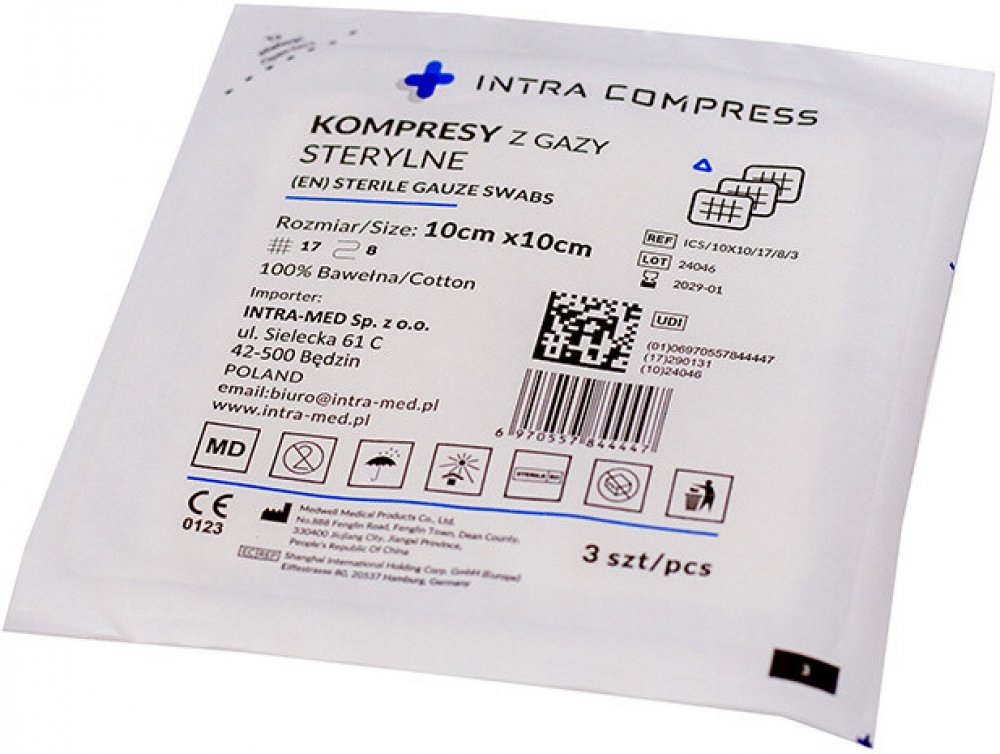 INTRA COMPRESS
KOMPRESY Z GAZY
STERYLNE
(EN) STERILE GAUZE SWABS
Rozmiar/Size: 10cm x10cm
17 8
100% Bawełna/Cotton
Importer:
INTRA-MED Sp. z o.o.
ul. Sielecka 61 C
42-500 Będzin
POLAND
email:biuro@intra-med.pl
www.intra-med.pl
REF ICS/10X10/17/8/3
LOT 24046
2029-01
UDI
(01)06970557844447
(17)290131
(10)24046
6 970557 844447
MD
2
CE
0123
Medwell Medical Products Co., Ltd.
No.888 Fenglin Road, Fenglin Town, Dean County,
330400 Jiujiang City, Jiangxi Province,
People's Republic Of China
EC REP Shanghai International Holding Corp. GmbH (Europe)
Eiffestrasse 80, 20537 Hamburg, Germany
3 szt/pcs
3